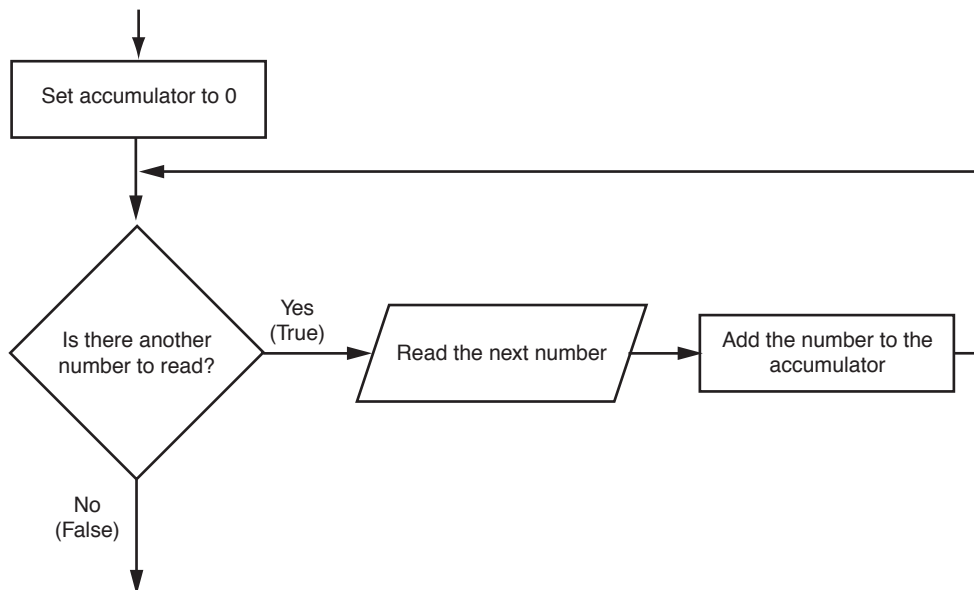 Set accumulator to 0
Is there another
number to read?
Yes
(True)
Read the next number
Add the number to the
accumulator
No
(False)